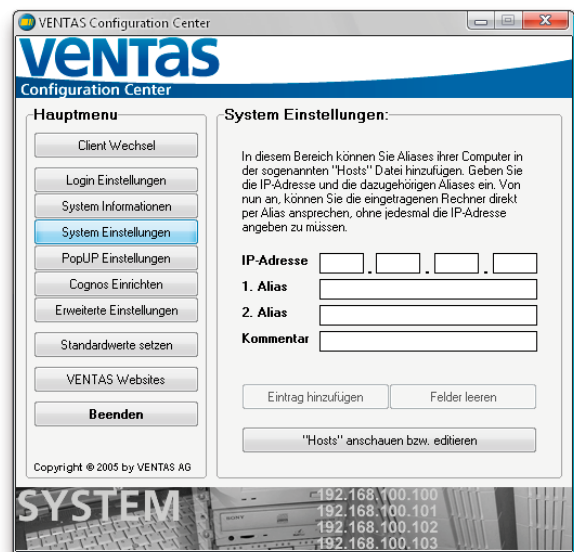 VENTAS Configuration Center
VENTAS
Configuration Center
Hauptmenu
Client Wechsel
Login Einstellungen
System Informationen
System Einstellungen
PopUP Einstellungen
Cognos Einrichten
Erweiterte Einstellungen
Standardwerte setzen
VENTAS Websites
Beenden
Copyright © 2005 by VENTAS AG
System Einstellungen:
In diesem Bereich können Sie Aliases ihrer Computer in
der sogenannten "Hosts" Datei hinzufügen. Geben Sie
die IP-Adresse und die dazugehörigen Aliases ein. Von
nun an, können Sie die eingetragenen Rechner direkt
per Alias ansprechen, ohne jedesmal die IP-Adresse
angeben zu müssen.
IP-Adresse . . .
1. Alias
2. Alias
Kommentar
Eintrag hinzufügen Felder leeren
"Hosts" anschauen bzw. editieren
SYSTEM
SONY
192.168.100.100
192.168.100.101
192.168.100.102
192.168.100.103